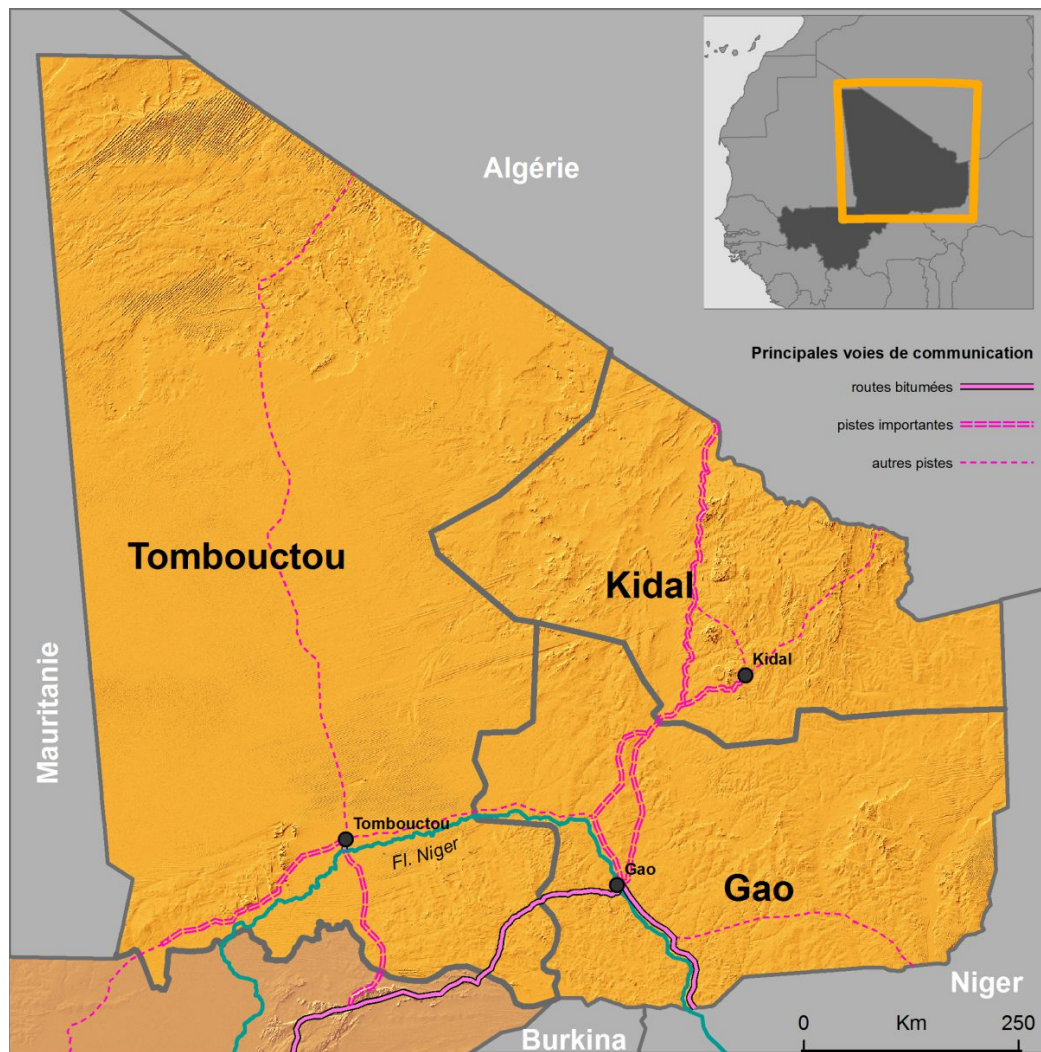 Algérie
Principales voies de communication
routes bitumées
pistes importantes
autres pistes
Tombouctou
Kidal
Kidal
Mauritanie
Tombouctou
Fl. Niger
Gao
Gao
Niger
Burkina
0 Km 250